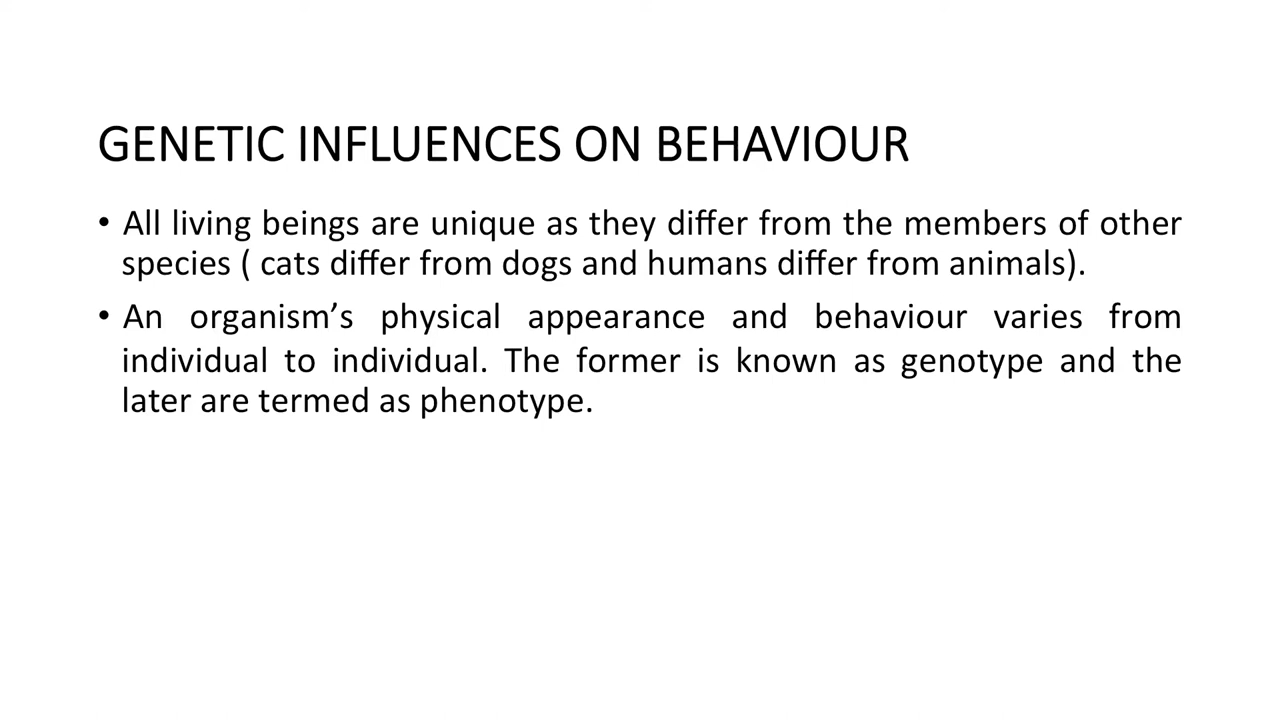 GENETIC INFLUENCES ON BEHAVIOUR
• All living beings are unique as they differ from the members of other
species ( cats differ from dogs and humans differ from animals).
• An organism’s physical appearance and behaviour varies from
individual to individual. The former is known as genotype and the
later are termed as phenotype.